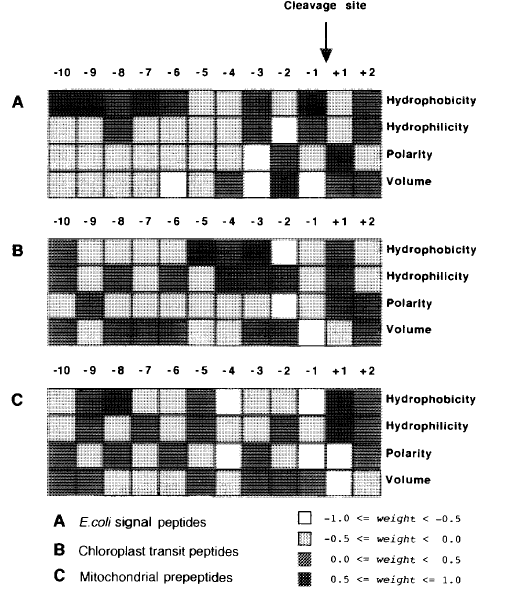 Cleavage site
-10 -9 -8 -7 -6 -5 -4 -3 -2 -1 +1 +2
A
Hydrophobicity
Hydrophilicity
Polarity
Volume
-10 -9 -8 -7 -6 -5 -4 -3 -2 -1 +1 +2
B
Hydrophobicity
Hydrophilicity
Polarity
Volume
-10 -9 -8 -7 -6 -5 -4 -3 -2 -1 +1 +2
C
Hydrophobicity
Hydrophilicity
Polarity
Volume
A E.coli signal peptides
B Chloroplast transit peptides
C Mitochondrial prepeptides
-1.0 <= weight < -0.5
-0.5 <= weight < 0.0
0.0 <= weight < 0.5
0.5 <= weight <= 1.0